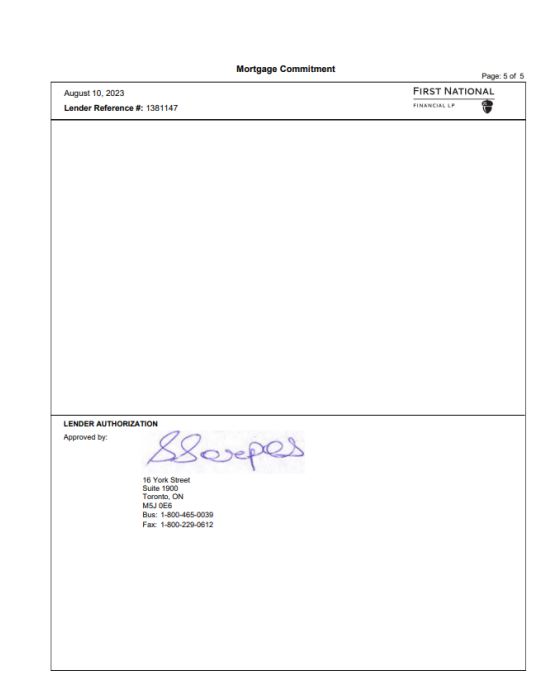 Mortgage Commitment
Page: 5 of 5
August 10, 2023
Lender Reference #: 1381147
FIRST NATIONAL
FINANCIAL LP
LENDER AUTHORIZATION
Approved by:
16 York Street
Suite 1900
Toronto, ON
M5J 0E6
Bus: 1-800-465-0039
Fax: 1-800-229-0612